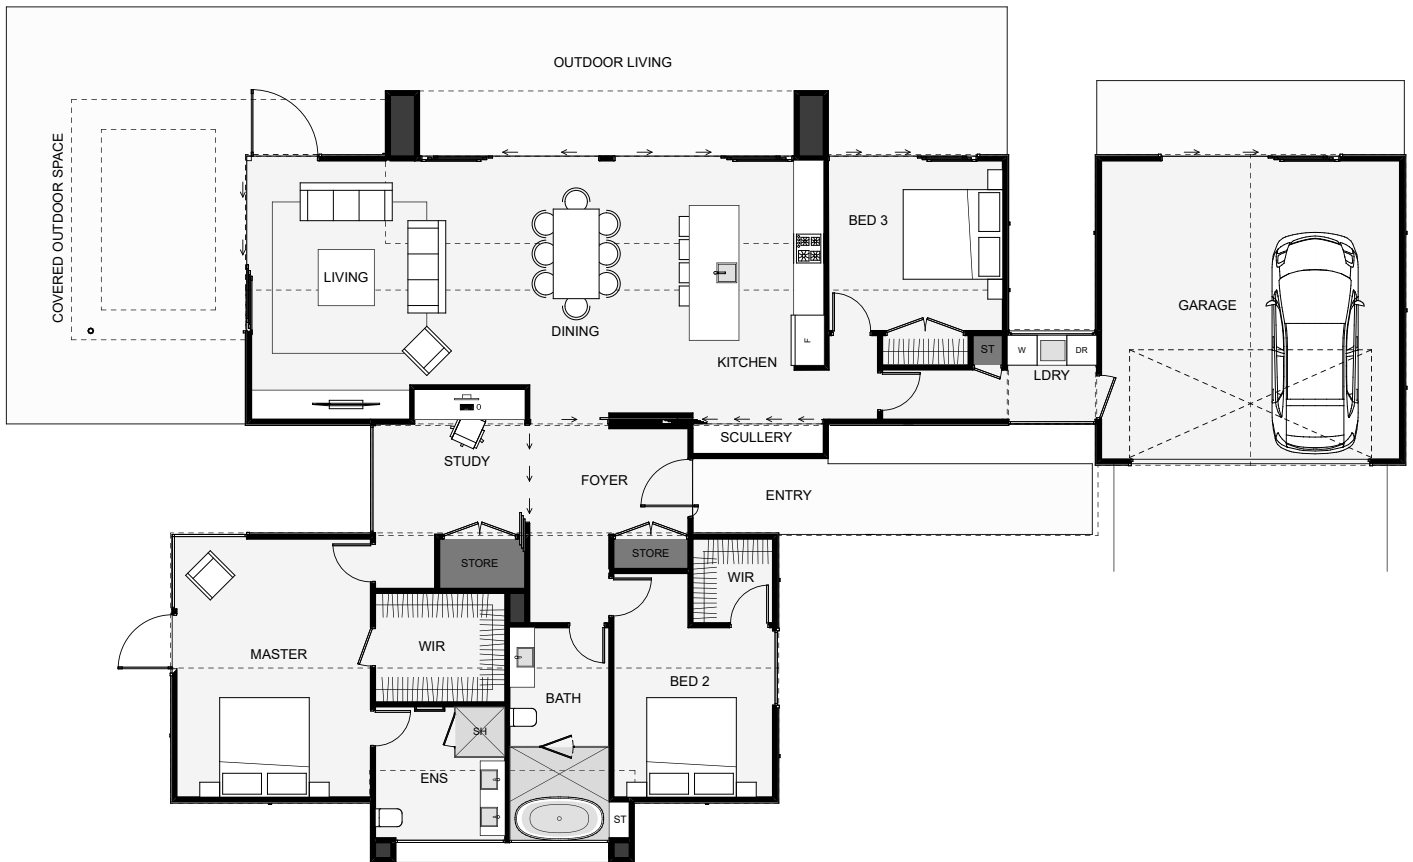 OUTDOOR LIVING
COVERED OUTDOOR SPACE
BED 3
LIVING
GARAGE
DINING
F
KITCHEN
ST
W
DR
LDRY
0
SCULLERY
STUDY
FOYER
ENTRY
STORE
STORE
WIR
WIR
MASTER
BED 2
BATH
SH
ENS
ST